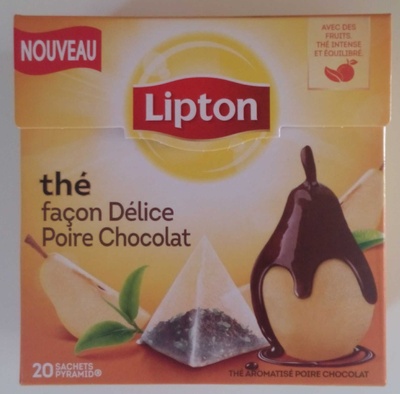 NOUVEAU
AVEC DES
FRUITS.
THÉ INTENSE
ET ÉQUILIBRÉ.
Lipton
thé
façon Délice
Poire Chocolat
20 SACHETS
PYRAMID®
THÉ AROMATISÉ POIRE CHOCOLAT